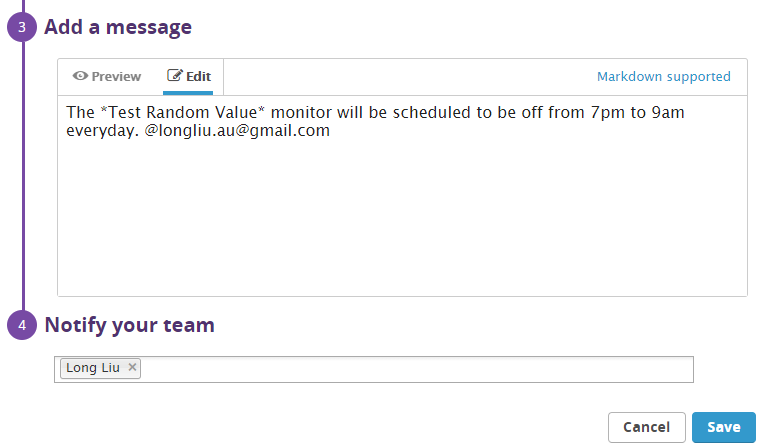 3 Add a message
Preview Edit Markdown supported
The *Test Random Value* monitor will be scheduled to be off from 7pm to 9am
everyday. @longliu.au@gmail.com
4 Notify your team
Long Liu ×
Cancel Save